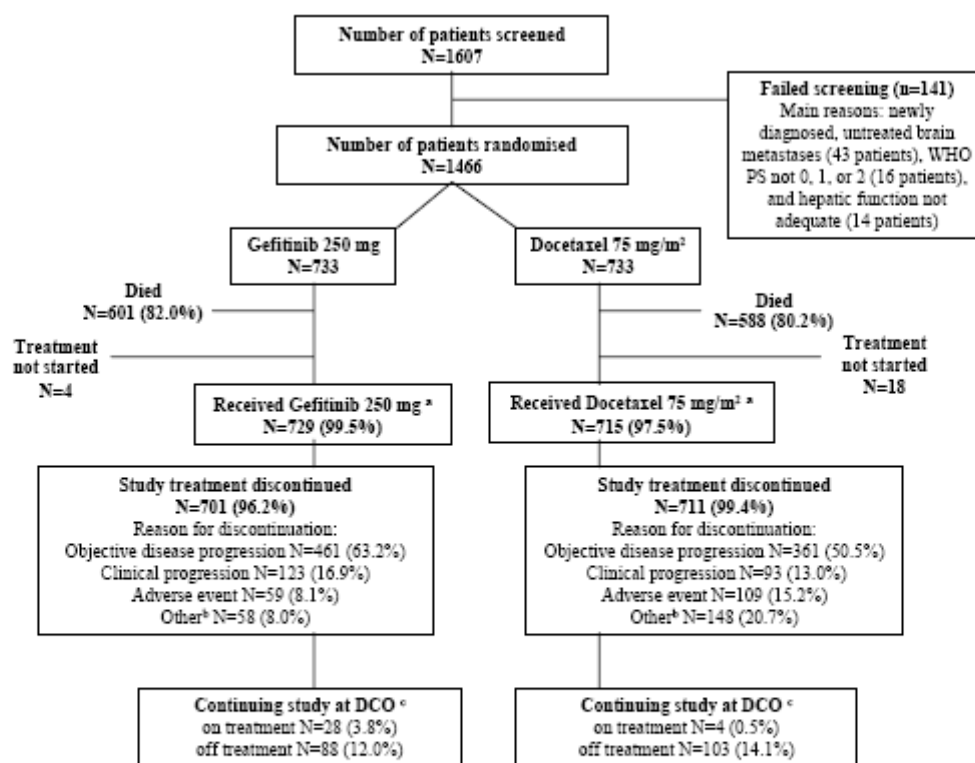 Number of patients screened
N=1607
Failed screening (n=141)
Main reasons: newly
diagnosed, untreated brain
metastases (43 patients), WHO
PS not 0, 1, or 2 (16 patients),
and hepatic function not
adequate (14 patients)
Number of patients randomised
N=1466
Gefitinib 250 mg
N=733
Docetaxel 75 mg/m²
N=733
Died
N=601 (82.0%)
Died
N=588 (80.2%)
Treatment
not started
N=4
Treatment
not started
N=18
Received Gefitinib 250 mg ᵃ
N=729 (99.5%)
Received Docetaxel 75 mg/m² ᵃ
N=715 (97.5%)
Study treatment discontinued
N=701 (96.2%)
Reason for discontinuation:
Objective disease progression N=461 (63.2%)
Clinical progression N=123 (16.9%)
Adverse event N=59 (8.1%)
Otherᵇ N=58 (8.0%)
Study treatment discontinued
N=711 (99.4%)
Reason for discontinuation:
Objective disease progression N=361 (50.5%)
Clinical progression N=93 (13.0%)
Adverse event N=109 (15.2%)
Otherᵇ N=148 (20.7%)
Continuing study at DCO ᶜ
on treatment N=28 (3.8%)
off treatment N=88 (12.0%)
Continuing study at DCO ᶜ
on treatment N=4 (0.5%)
off treatment N=103 (14.1%)